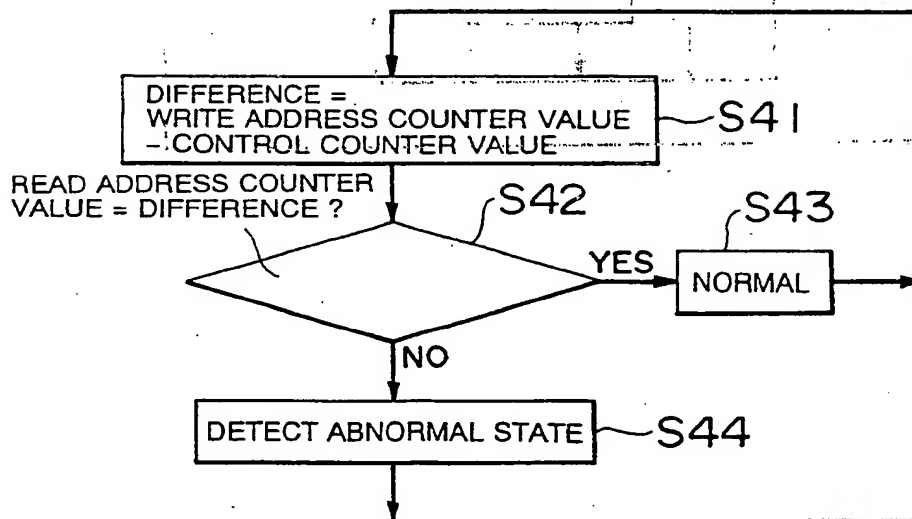 DIFFERENCE =
WRITE ADDRESS COUNTER VALUE
- CONTROL COUNTER VALUE
S41
READ ADDRESS COUNTER
VALUE = DIFFERENCE ?
S42
S43
YES
NORMAL
NO
DETECT ABNORMAL STATE
S44